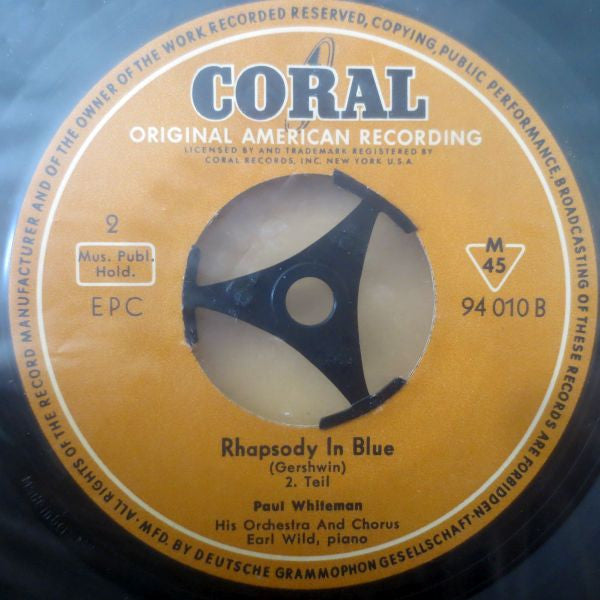 ALL RIGHTS OF THE RECORD MANUFACTURER AND OF THE OWNER OF THE WORK RECORDED RESERVED, COPYING, PUBLIC PERFORMANCE, BROADCASTING OF THESE RECORDS ARE FORBIDDEN
CORAL
ORIGINAL AMERICAN RECORDING
LICENSED BY AND TRADEMARK REGISTERED BY
CORAL RECORDS, INC. NEW YORK U.S.A.
2
Mus. Publ.
Hold.
EPC
M
45
94 010 B
Rhapsody In Blue
(Gershwin)
2. Teil
Paul Whiteman
His Orchestra And Chorus
Earl Wild, piano
MFD. BY DEUTSCHE GRAMMOPHON GESELLSCHAFT